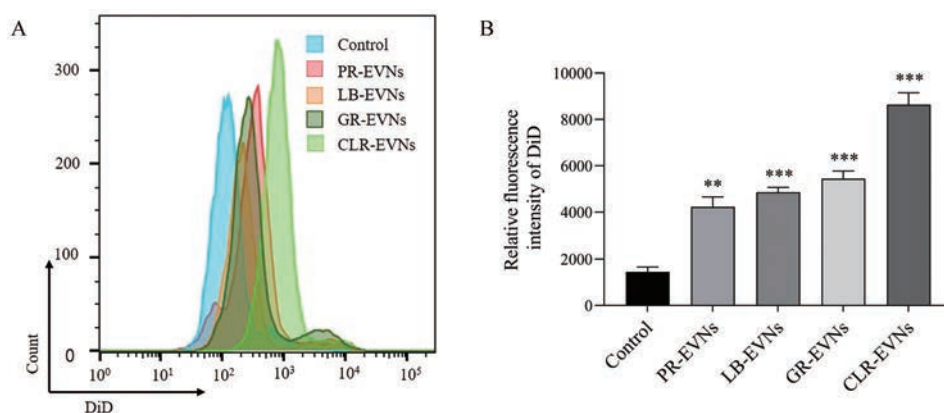 A
300
200
100
0
Count
10⁰ 10¹ 10² 10³ 10⁴ 10⁵
DiD
Control
PR-EVNs
LB-EVNs
GR-EVNs
CLR-EVNs
B
Relative fluorescence
intensity of DiD
10000
8000
6000
4000
2000
0
**
***
***
***
Control
PR-EVNs
LB-EVNs
GR-EVNs
CLR-EVNs